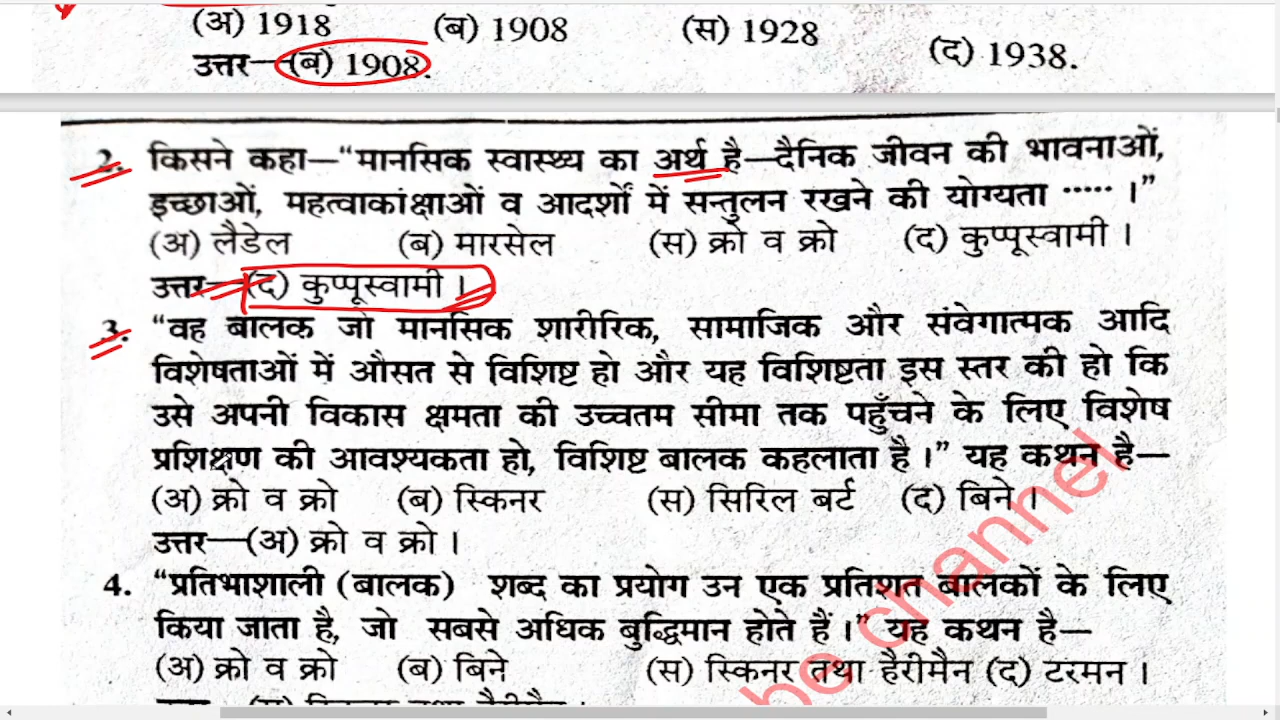 (अ) 1918 (ब) 1908 (स) 1928 (द) 1938.
उत्तर—(ब) 1908.
2. किसने कहा—“मानसिक स्वास्थ्य का अर्थ है—दैनिक जीवन की भावनाओं,
इच्छाओं, महत्वाकांक्षाओं व आदर्शों में सन्तुलन रखने की योग्यता ..... ।”
(अ) लैडेल (ब) मारसेल (स) क्रो व क्रो (द) कुप्पूस्वामी ।
उत्तर—(द) कुप्पूस्वामी ।
3. “वह बालक जो मानसिक शारीरिक, सामाजिक और संवेगात्मक आदि
विशेषताओं में औसत से विशिष्ट हो और यह विशिष्टता इस स्तर की हो कि
उसे अपनी विकास क्षमता की उच्चतम सीमा तक पहुँचने के लिए विशेष
प्रशिक्षण की आवश्यकता हो, विशिष्ट बालक कहलाता है।” यह कथन है—
(अ) क्रो व क्रो (ब) स्किनर (स) सिरिल बर्ट (द) बिने ।
उत्तर—(अ) क्रो व क्रो ।
4. “प्रतिभाशाली (बालक) शब्द का प्रयोग उन एक प्रतिशत बालकों के लिए
किया जाता है, जो सबसे अधिक बुद्धिमान होते हैं।” यह कथन है—
(अ) क्रो व क्रो (ब) बिने (स) स्किनर तथा हैरीमैन (द) टरमन ।
be channel